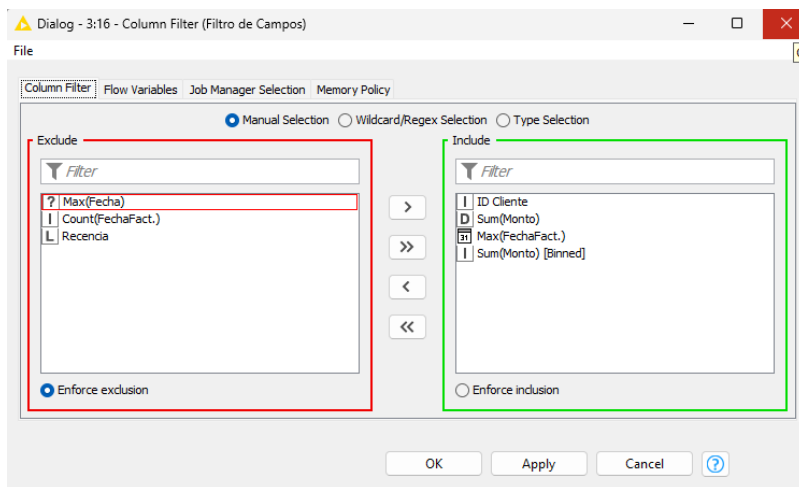 Dialog - 3:16 - Column Filter (Filtro de Campos)
File
Column Filter Flow Variables Job Manager Selection Memory Policy
Manual Selection Wildcard/Regex Selection Type Selection
Exclude
Filter
? Max(Fecha)
I Count(FechaFact.)
L Recencia
Enforce exclusion
> 
>>
<
<<
Include
Filter
I ID Cliente
D Sum(Monto)
31 Max(FechaFact.)
I Sum(Monto) [Binned]
Enforce inclusion
OK Apply Cancel ?